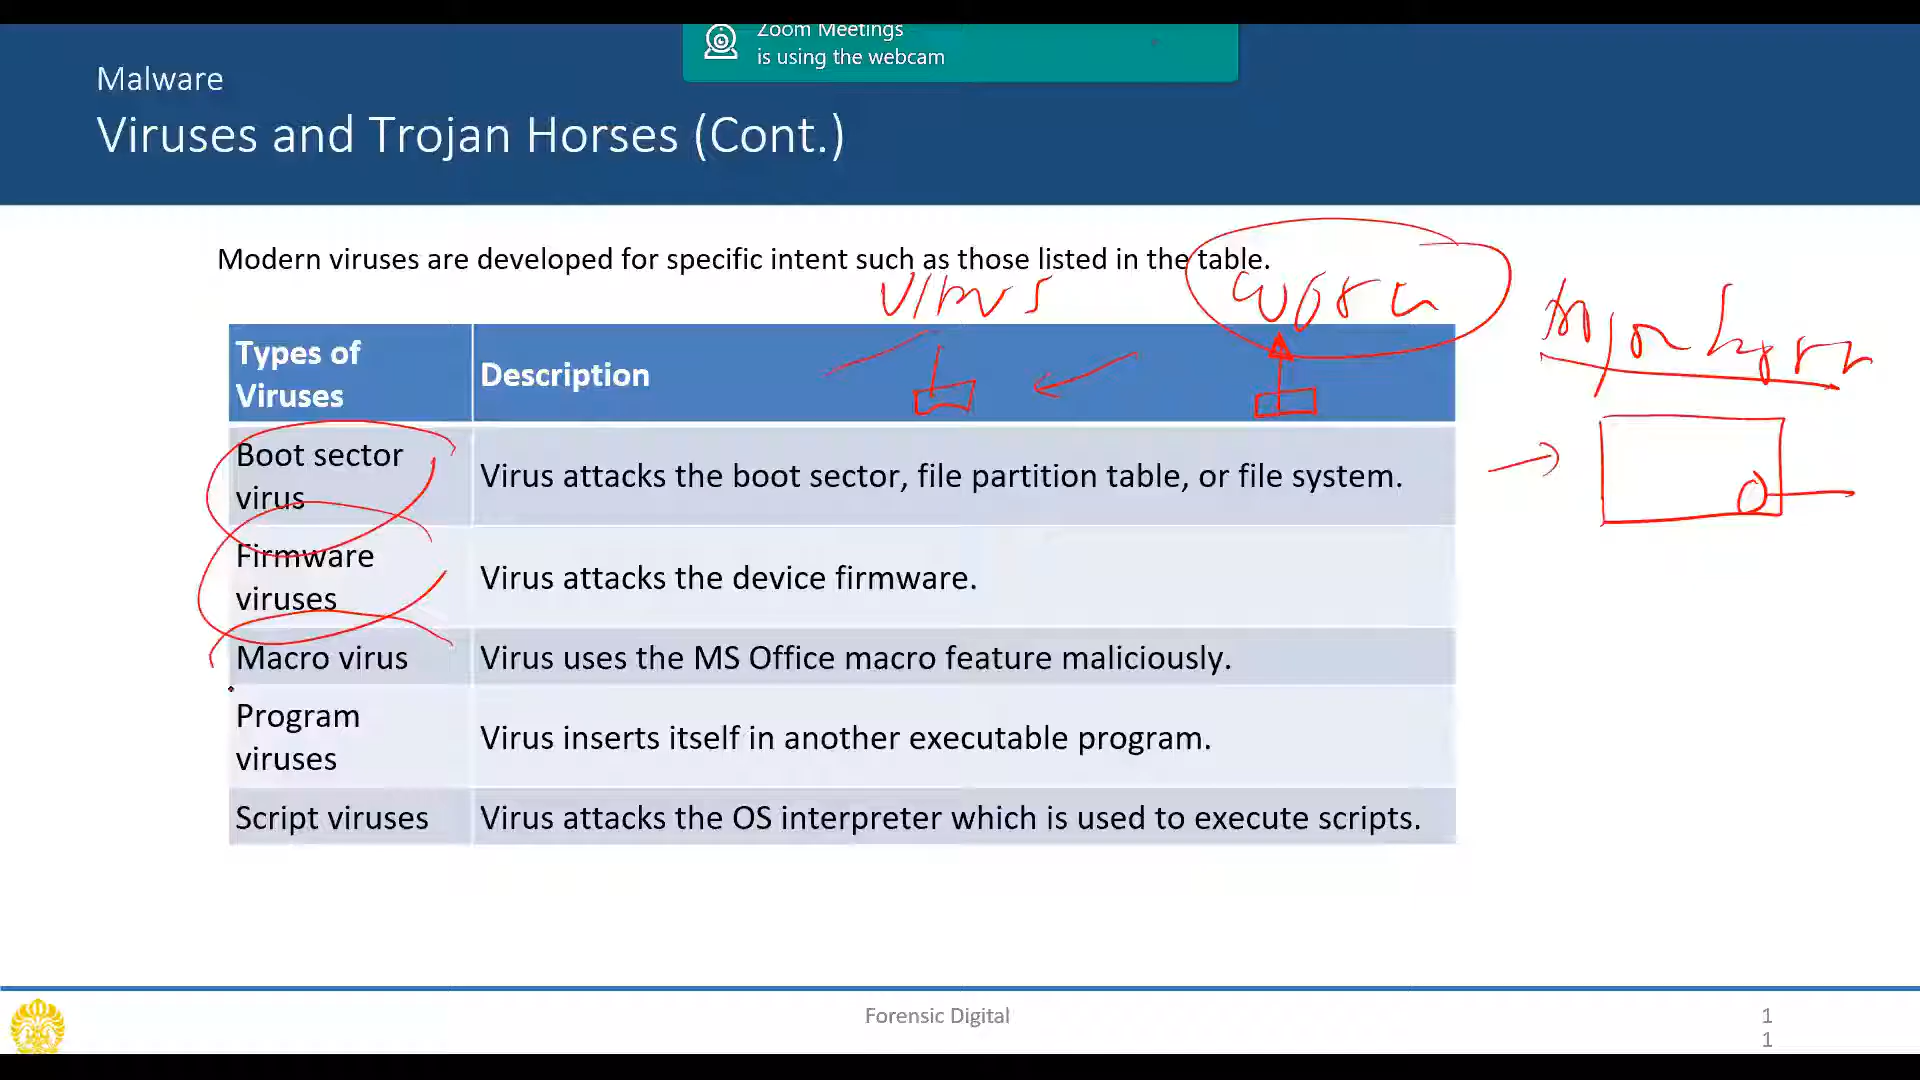 Zoom Meetings
is using the webcam
Malware
Viruses and Trojan Horses (Cont.)
Modern viruses are developed for specific intent such as those listed in the table.
virus
worm
Types of Viruses
Description
Boot sector virus
Virus attacks the boot sector, file partition table, or file system.
Firmware viruses
Virus attacks the device firmware.
Macro virus
Virus uses the MS Office macro feature maliciously.
Program viruses
Virus inserts itself in another executable program.
Script viruses
Virus attacks the OS interpreter which is used to execute scripts.
Forensic Digital
1
1